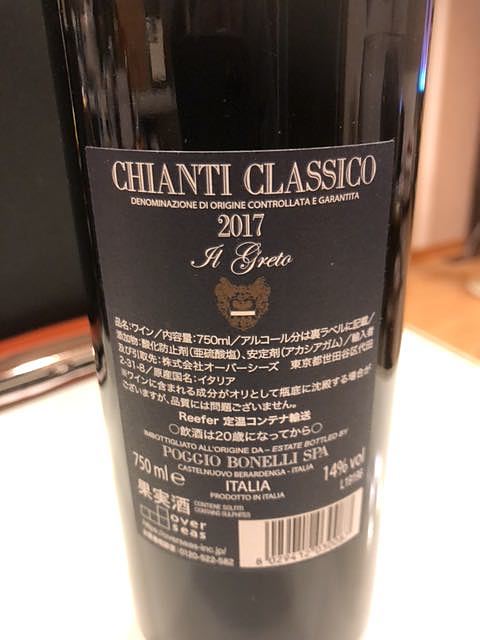 CHIANTI CLASSICO
DENOMINAZIONE DI ORIGINE CONTROLLATA E GARANTITA
2017
Il Greto
品名:ワイン/内容量:750ml/アルコール分は裏ラベルに記載/
添加物:酸化防止剤(亜硫酸塩)、安定剤(アカシアガム)/輸入者
及び引取先:株式会社オーバーシーズ 東京都世田谷区代田
2-31-8/原産国名:イタリア
※ワインに含まれる成分がオリとして瓶底に沈殿する場合が
ございますが、品質には問題ございません。
Reefer 定温コンテナ輸送
○飲酒は20歳になってから○
IMBOTTIGLIATO ALL'ORIGINE DA - ESTATE BOTTLED BY
POGGIO BONELLI SPA
CASTELNUOVO BERARDENGA - ITALIA
750 ml e
14% vol
ITALIA
PRODOTTO IN ITALIA
果実酒
CONTIENE SOLFITI
CONTAINS SULPHITES
over
seas
https://overseas-inc.jp/
0120-522-582
8 029412